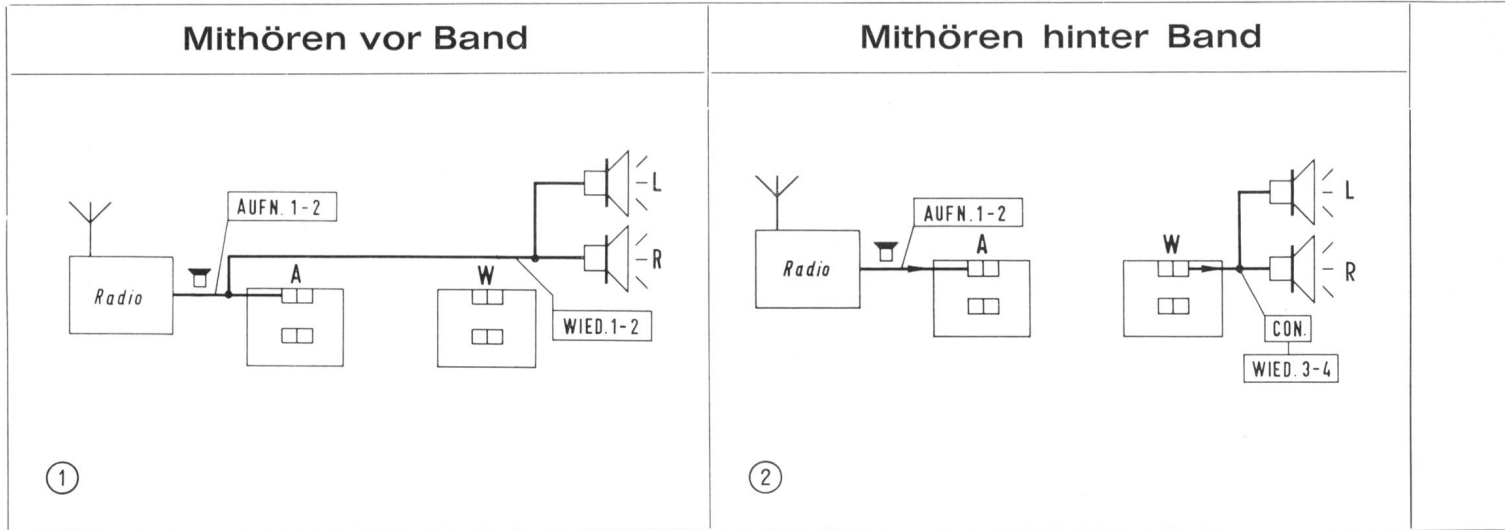 Mithören vor Band
AUFN. 1-2
L
R
Radio
A
W
WIED. 1-2
1
Mithören hinter Band
AUFN. 1-2
L
R
Radio
A
W
CON.
WIED. 3-4
2